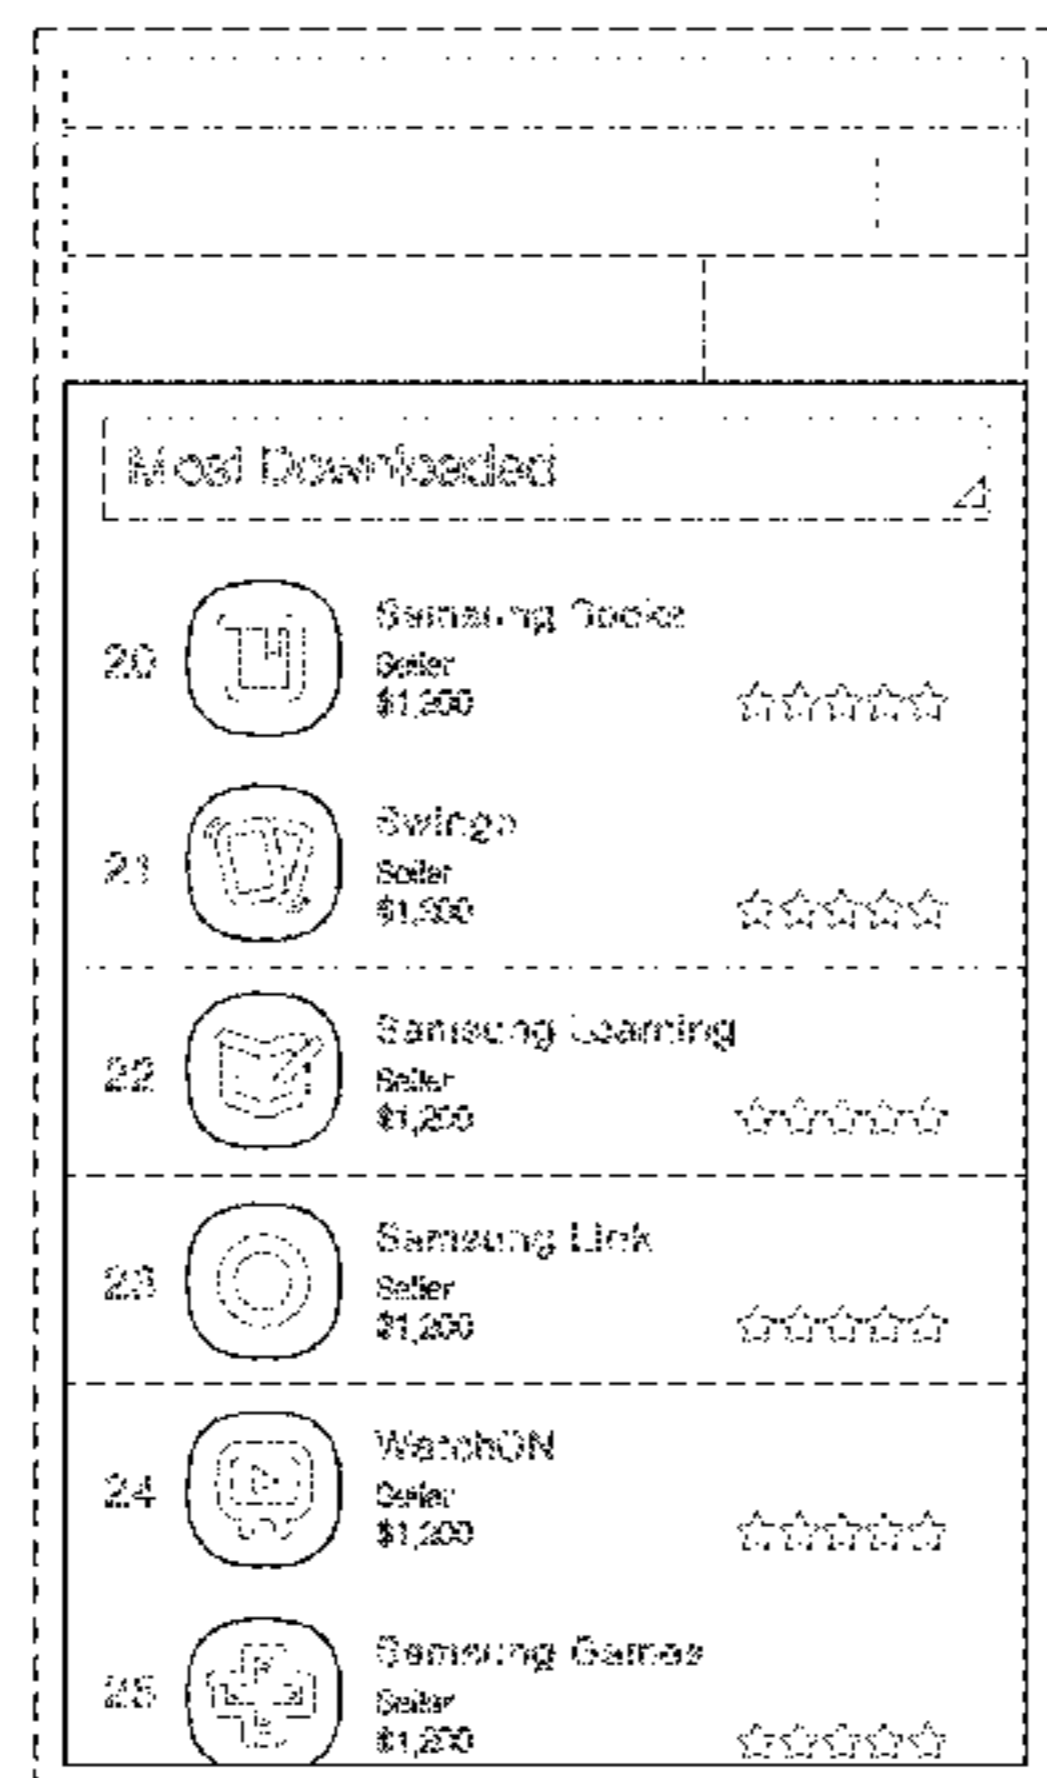 Most Downloaded
20
Samsung Books
Seller
$1,200
21
Swingo
Seller
$1,200
22
Samsung Learning
Seller
$1,200
23
Samsung Link
Seller
$1,200
24
WatchON
Seller
$1,200
25
Samsung Games
Seller
$1,200